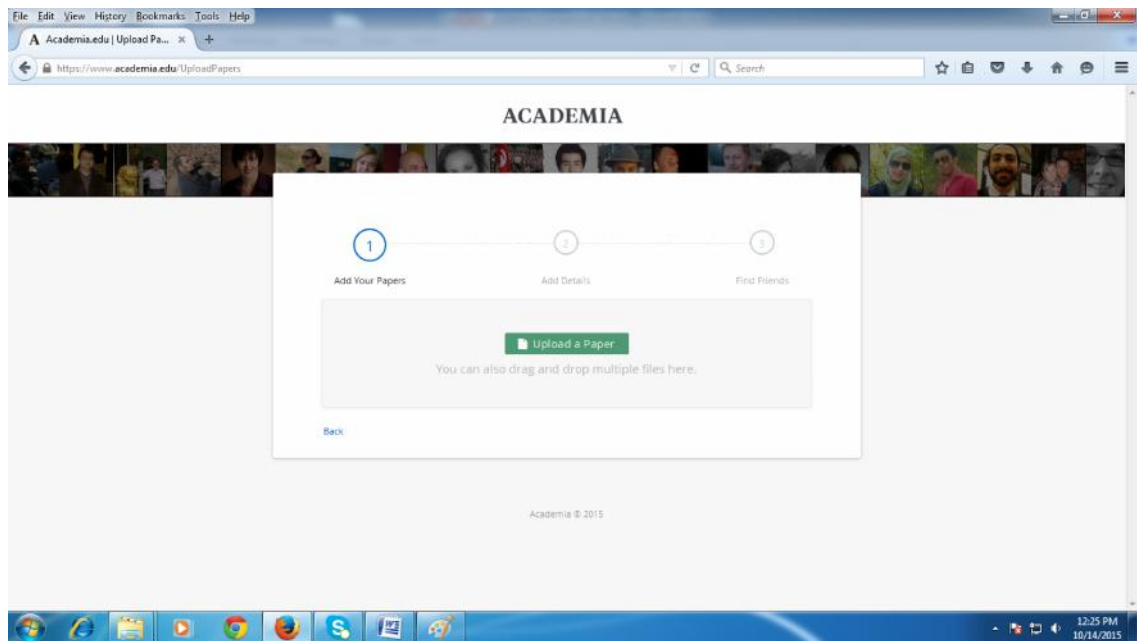 File Edit View History Bookmarks Tools Help
A Academia.edu | Upload Pa... × +
https://www.academia.edu/UploadPapers
Search
ACADEMIA
1 2 3
Add Your Papers Add Details Find Friends
Upload a Paper
You can also drag and drop multiple files here.
Back
Academia © 2015
12:25 PM
10/14/2015